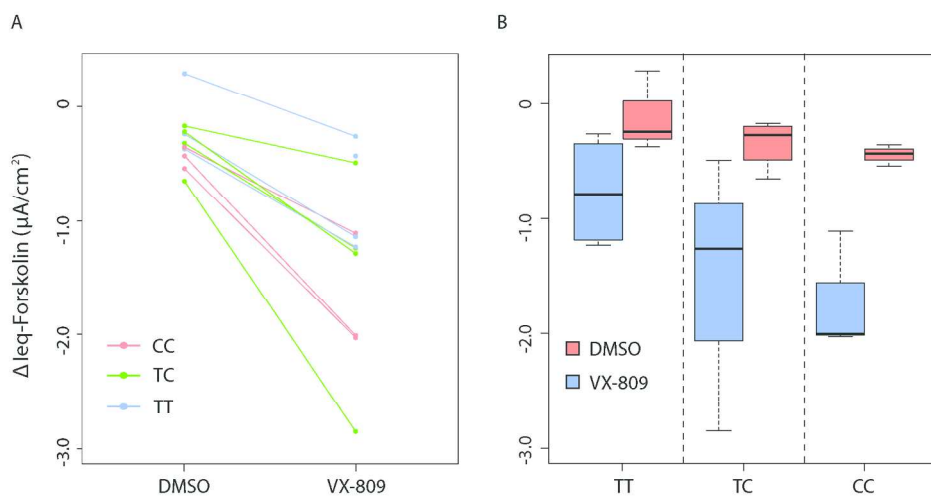 A
ΔIeq-Forskolin (µA/cm²)
0
-1.0
-2.0
-3.0
CC
TC
TT
DMSO
VX-809
B
0
-1.0
-2.0
-3.0
DMSO
VX-809
TT
TC
CC